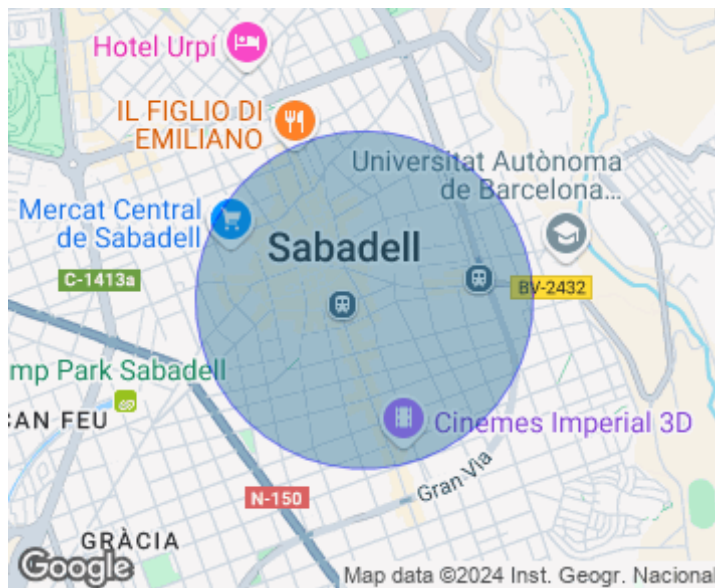 Hotel Urpí
IL FIGLIO DI
EMILIANO
Universitat Autònoma
de Barcelona...
Mercat Central
de Sabadell
Sabadell
C-1413a
BV-2432
mp Park Sabadell
CAN FEU
Cinemes Imperial 3D
Gran Via
N-150
GRÀCIA
Google
Map data ©2024 Inst. Geogr. Nacional